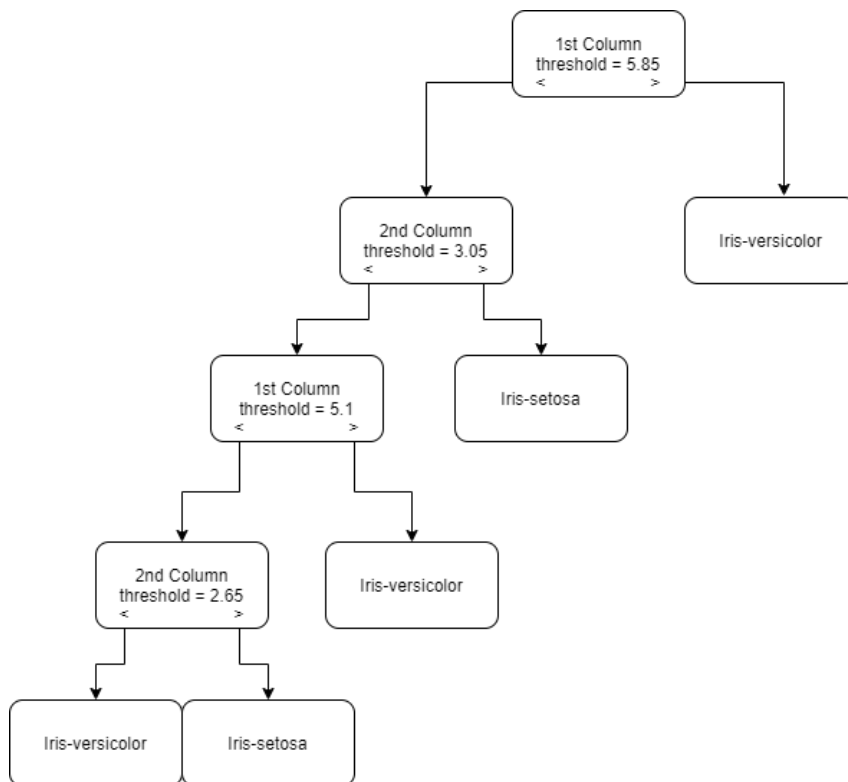 1st Column
threshold = 5.85
< >
2nd Column
threshold = 3.05
< >
Iris-versicolor
1st Column
threshold = 5.1
< >
Iris-setosa
2nd Column
threshold = 2.65
< >
Iris-versicolor
Iris-versicolor
Iris-setosa